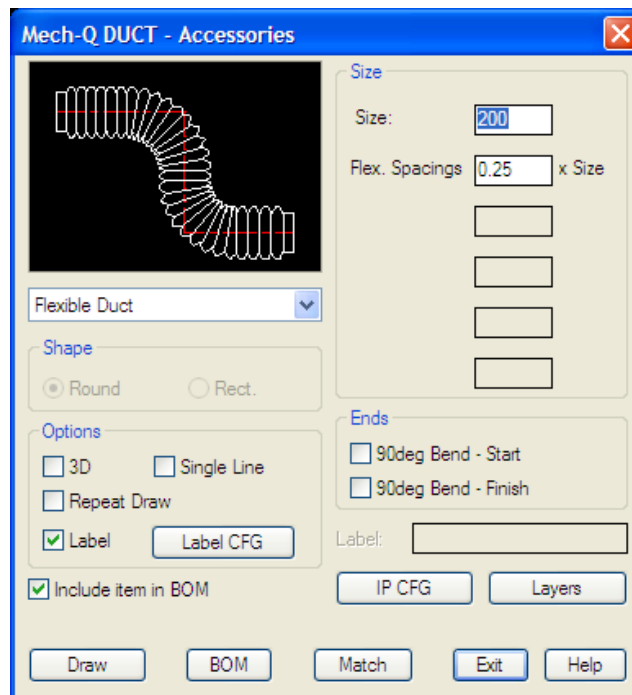 Mech-Q DUCT - Accessories
Flexible Duct
Shape
Round Rect.
Options
3D Single Line
Repeat Draw
Label Label CFG
Include item in BOM
Size
Size: 200
Flex. Spacings 0.25 x Size
Ends
90deg Bend - Start
90deg Bend - Finish
Label:
IP CFG Layers
Draw BOM Match Exit Help